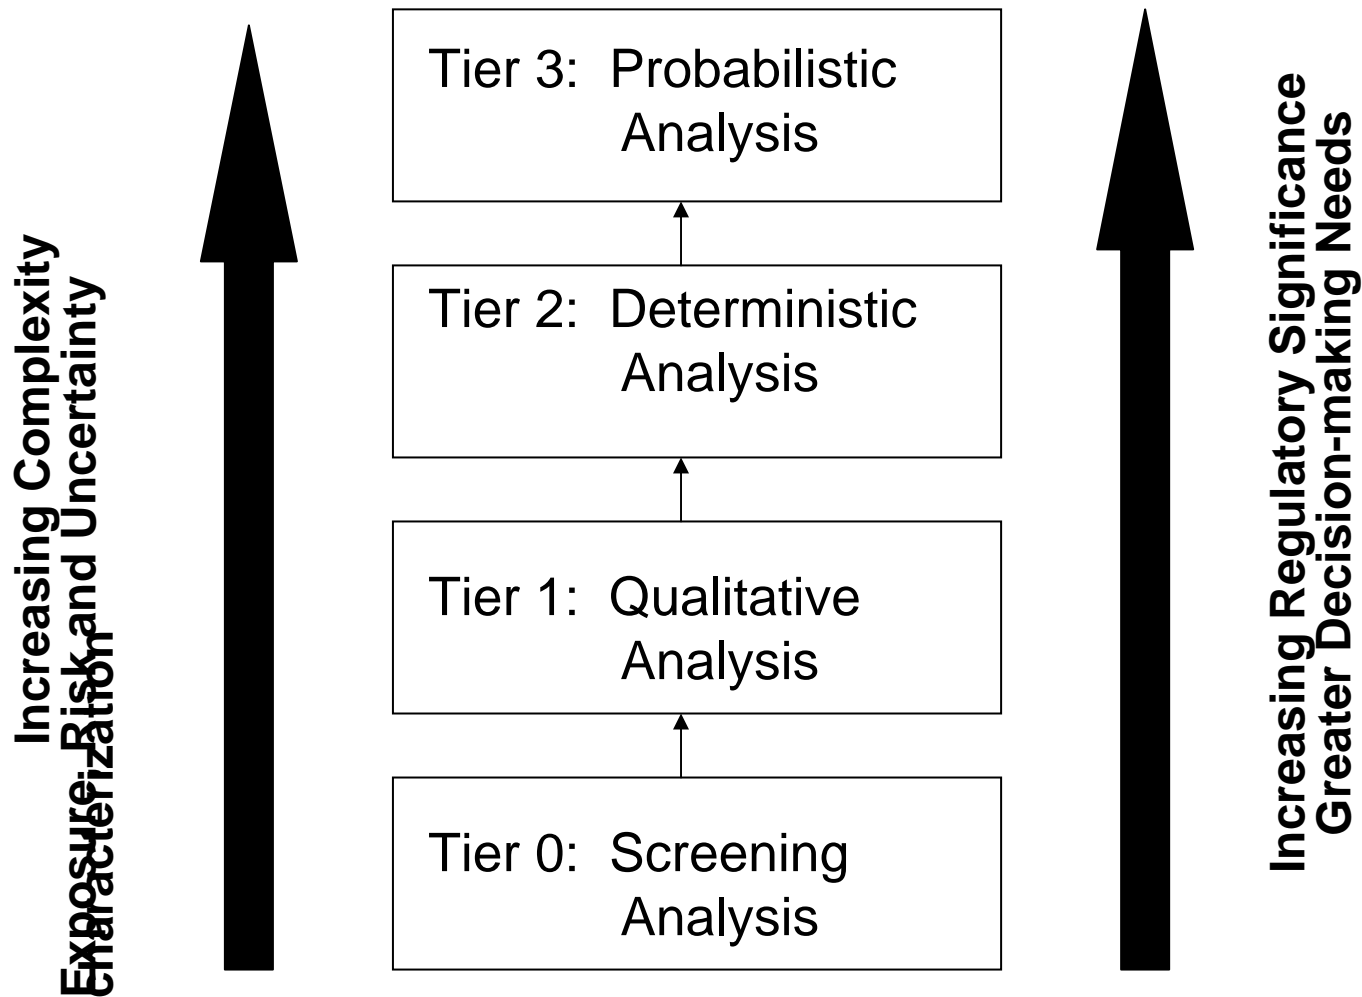 Increasing Complexity
Exposure, Risk and Uncertainty
Characterization
Tier 3: Probabilistic
Analysis
Tier 2: Deterministic
Analysis
Tier 1: Qualitative
Analysis
Tier 0: Screening
Analysis
Increasing Regulatory Significance
Greater Decision-making Needs